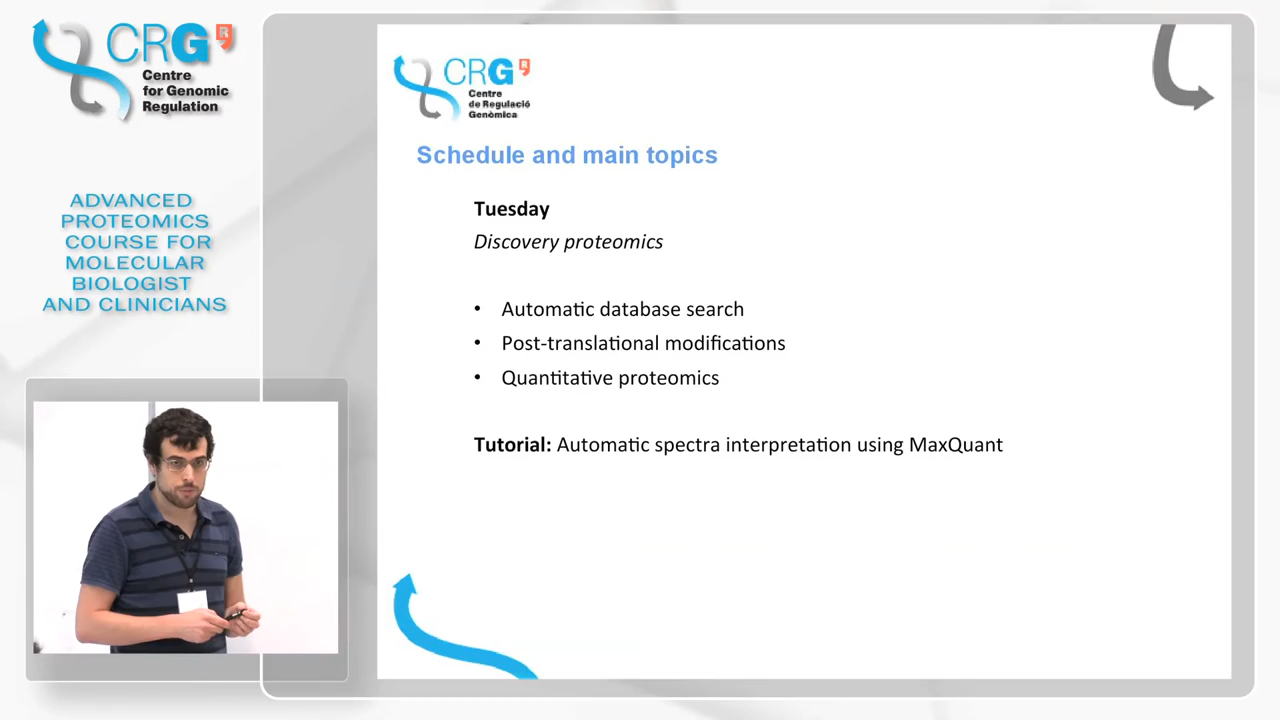 CRG R
Centre
for Genomic
Regulation
ADVANCED
PROTEOMICS
COURSE FOR
MOLECULAR
BIOLOGIST
AND CLINICIANS
CRG R
Centre
de Regulació
Genòmica
Schedule and main topics
Tuesday
Discovery proteomics
• Automatic database search
• Post-translational modifications
• Quantitative proteomics
Tutorial: Automatic spectra interpretation using MaxQuant